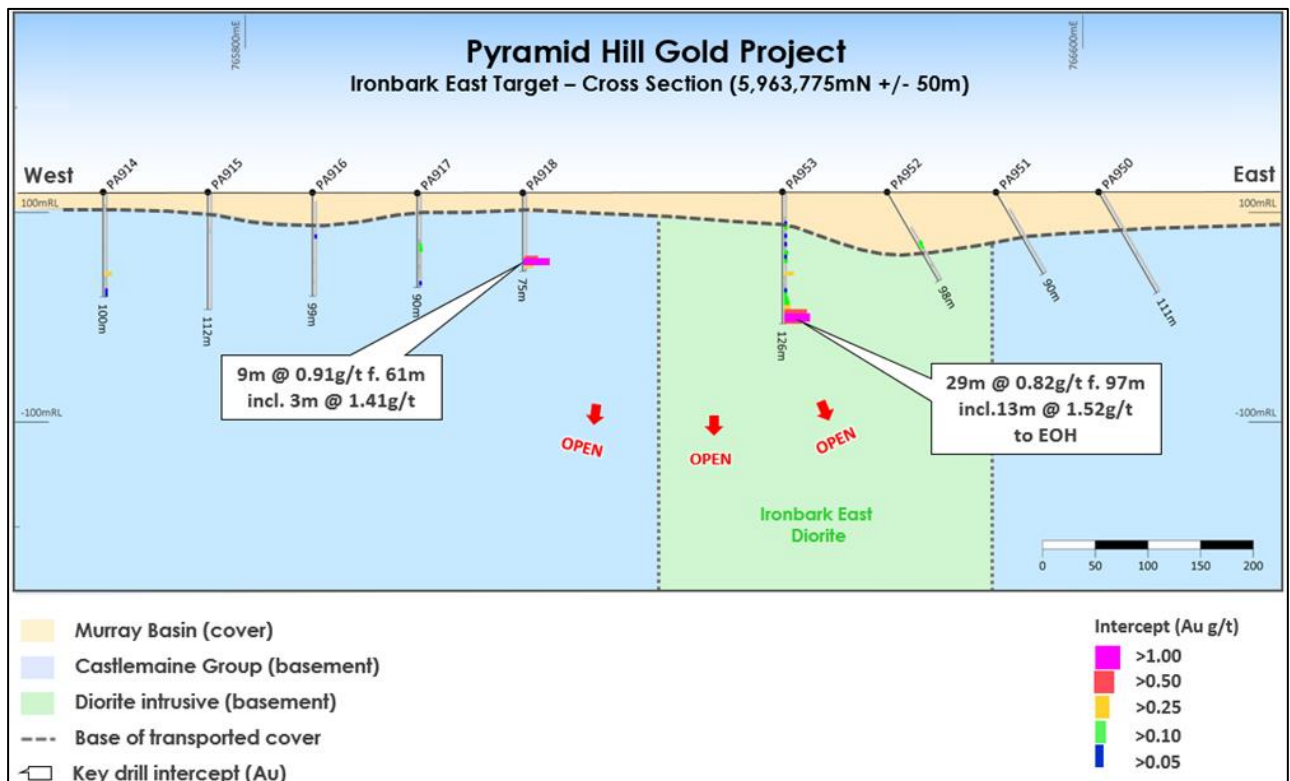 Pyramid Hill Gold Project
Ironbark East Target – Cross Section (5,963,775mN +/- 50m)
765800mE
766600mE
West
East
PA914
PA915
PA916
PA917
PA918
PA953
PA952
PA951
PA950
100mRL
100mRL
100m
112m
99m
90m
75m
126m
98m
90m
111m
9m @ 0.91g/t f. 61m
incl. 3m @ 1.41g/t
29m @ 0.82g/t f. 97m
incl.13m @ 1.52g/t
to EOH
-100mRL
-100mRL
OPEN
OPEN
OPEN
Ironbark East
Diorite
0 50 100 150 200
Murray Basin (cover)
Castlemaine Group (basement)
Diorite intrusive (basement)
Base of transported cover
Key drill intercept (Au)
Intercept (Au g/t)
>1.00
>0.50
>0.25
>0.10
>0.05